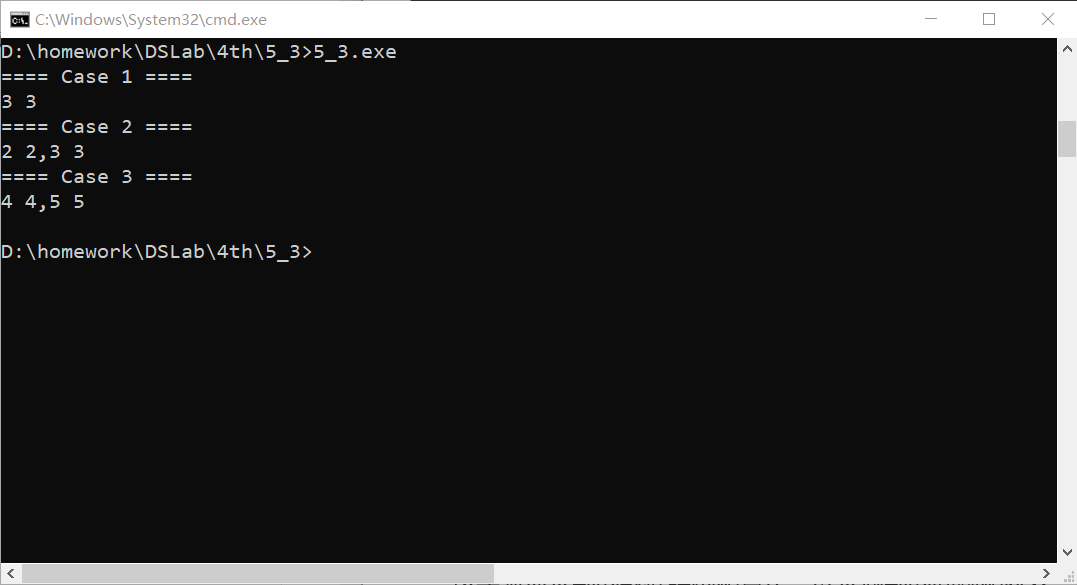 C:\Windows\System32\cmd.exe
D:\homework\DSLab\4th\5_3>5_3.exe
==== Case 1 ====
3 3
==== Case 2 ====
2 2,3 3
==== Case 3 ====
4 4,5 5
D:\homework\DSLab\4th\5_3>